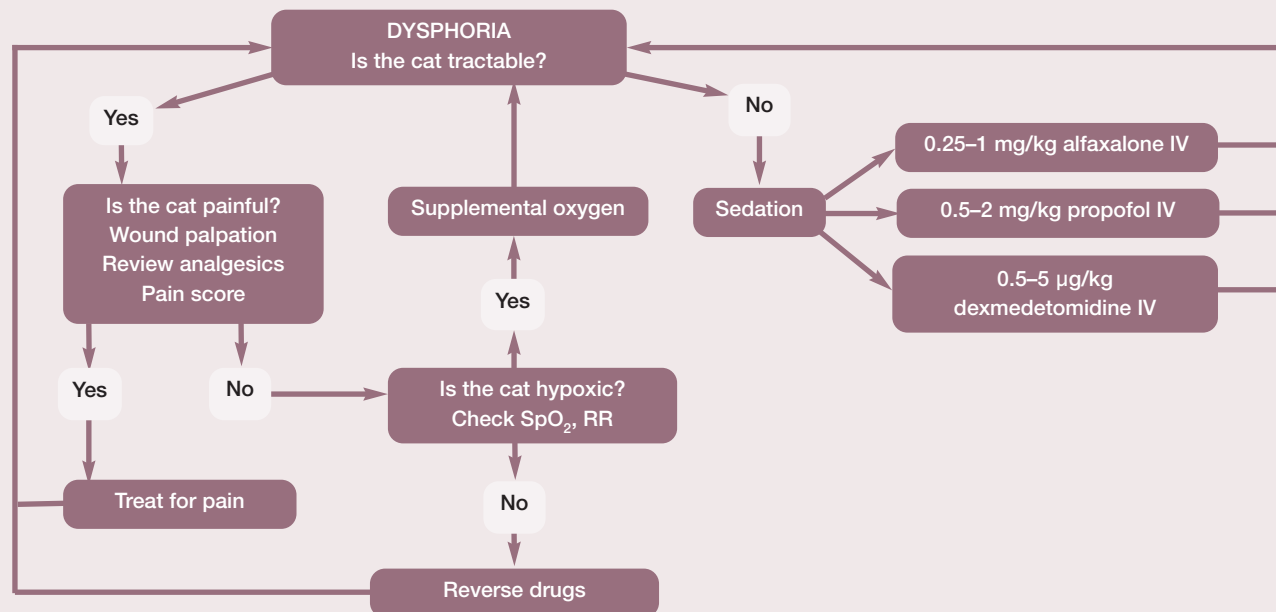 DYSPHORIA
Is the cat tractable?
Yes
No
Is the cat painful?
Wound palpation
Review analgesics
Pain score
Supplemental oxygen
Sedation
0.25–1 mg/kg alfaxalone IV
0.5–2 mg/kg propofol IV
0.5–5 µg/kg
dexmedetomidine IV
Yes
Yes
No
Is the cat hypoxic?
Check SpO₂, RR
Treat for pain
No
Reverse drugs